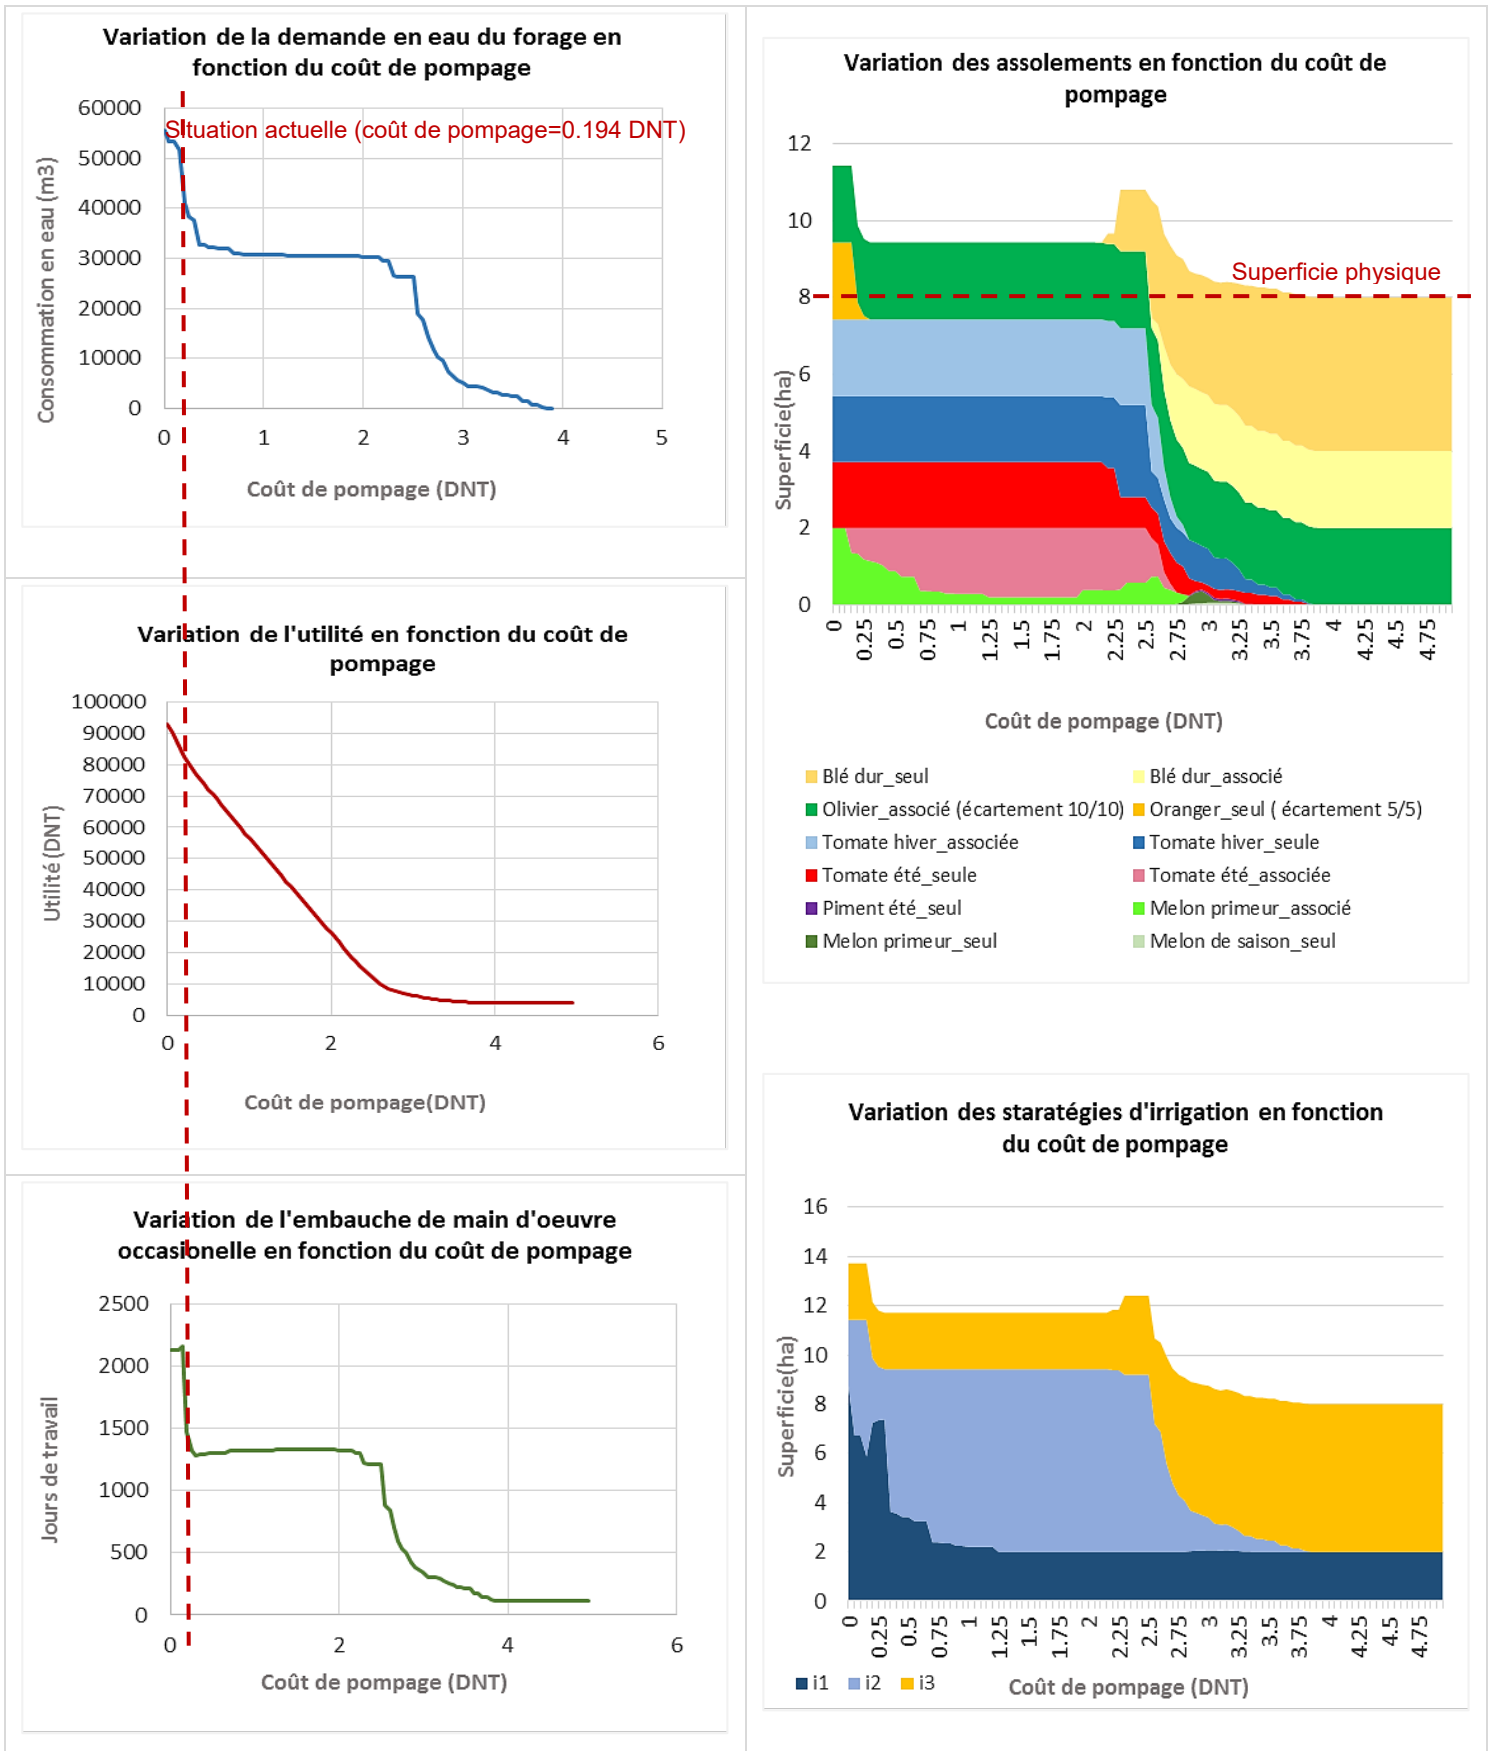 Variation de la demande en eau du forage en
fonction du coût de pompage
60000
50000
40000
30000
20000
10000
0
Situation actuelle (coût de pompage=0.194 DNT)
Consommation en eau (m3)
0 1 2 3 4 5
Coût de pompage (DNT)
Variation de l'utilité en fonction du coût de
pompage
100000
90000
80000
70000
60000
50000
40000
30000
20000
10000
0
Utilité(DNT)
0 2 4 6
Coût de pompage(DNT)
Variation de l'embauche de main d'oeuvre
occasionelle en fonction du coût de pompage
2500
2000
1500
1000
500
0
Jours de travail
0 2 4 6
Coût de pompage (DNT)
Variation des assolements en fonction du coût de
pompage
12
10
8
6
4
2
0
Superficie physique
Superficie(ha)
0 0.25 0.5 0.75 1 1.25 1.5 1.75 2 2.25 2.5 2.75 3 3.25 3.5 3.75 4 4.25 4.5 4.75
Coût de pompage (DNT)
Blé dur_seul Blé dur_associé
Olivier_associé (écartement 10/10) Oranger_seul ( écartement 5/5)
Tomate hiver_associée Tomate hiver_seule
Tomate été_seule Tomate été_associée
Piment été_seul Melon primeur_associé
Melon primeur_seul Melon de saison_seul
Variation des staratégies d'irrigation en fonction
du coût de pompage
16
14
12
10
8
6
4
2
0
Superficie(ha)
0 0.25 0.5 0.75 1 1.25 1.5 1.75 2 2.25 2.5 2.75 3 3.25 3.5 3.75 4 4.25 4.5 4.75
i1 i2 i3
Coût de pompage (DNT)